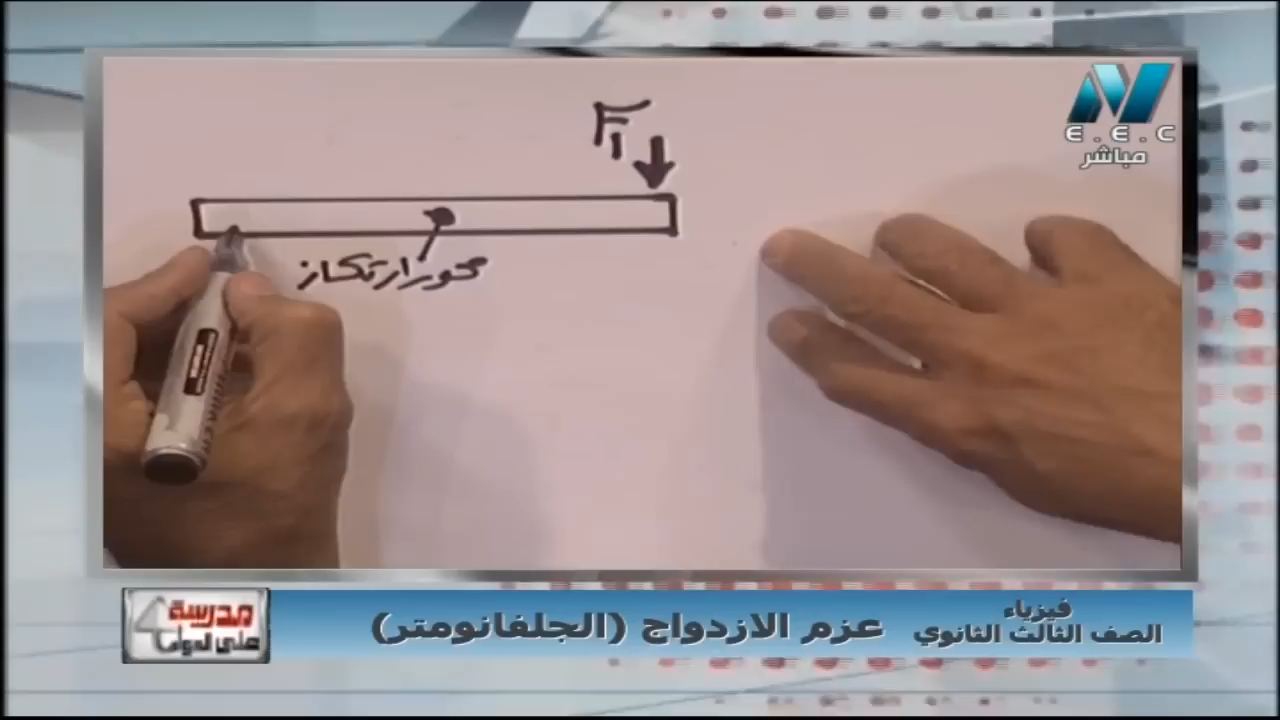 E.E.C
مباشر
F1
محور ارتكاز
فيزياء
الصف الثالث الثانوي
عزم الازدواج (الجلفانومتر)
مدرسة
على الهواء